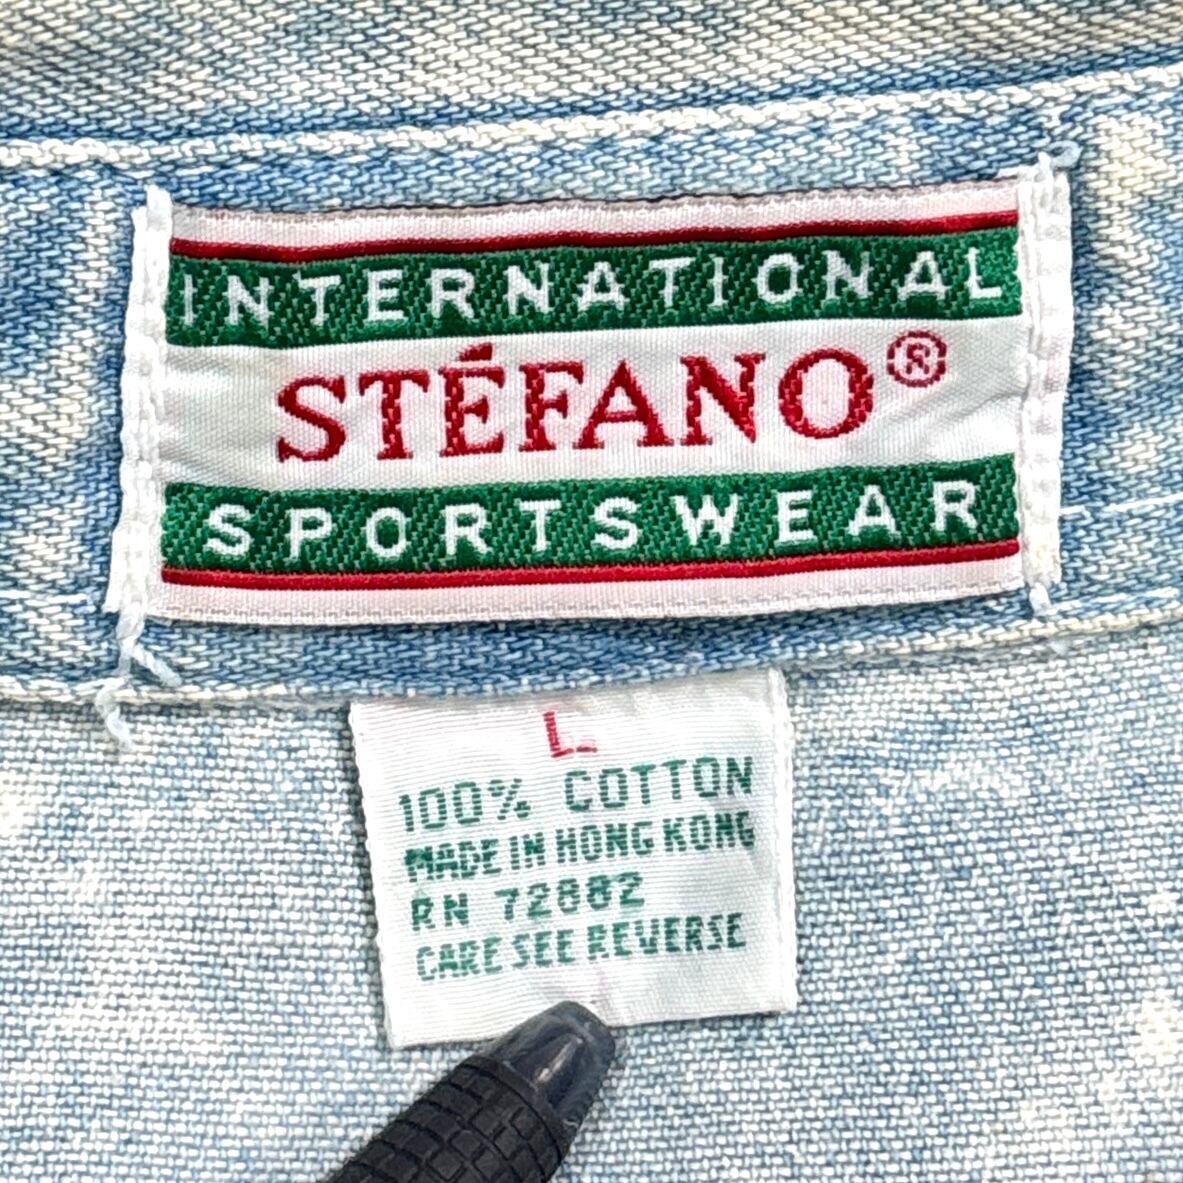 INTERNATIONAL
STÉFANO®
SPORTSWEAR
L
100% COTTON
MADE IN HONG KONG
RN 72882
CARE SEE REVERSE